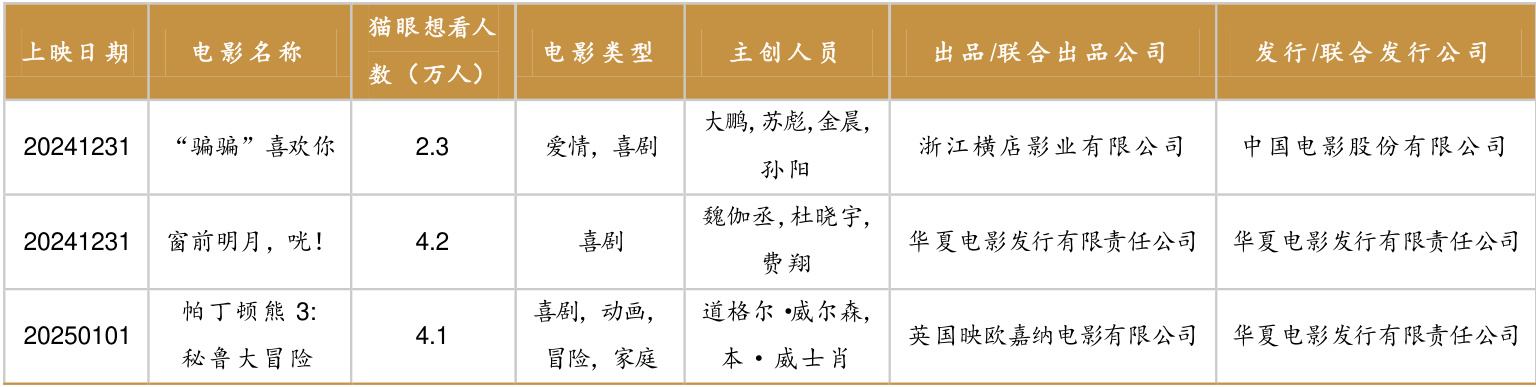 上映日期 电影名称 猫眼想看人数（万人） 电影类型 主创人员 出品/联合出品公司 发行/联合发行公司
20241231 “骗骗”喜欢你 2.3 爱情，喜剧 大鹏,苏彪,金晨,孙阳 浙江横店影业有限公司 中国电影股份有限公司
20241231 窗前明月，咣！ 4.2 喜剧 魏伽丞,杜晓宇,费翔 华夏电影发行有限责任公司 华夏电影发行有限责任公司
20250101 帕丁顿熊 3:秘鲁大冒险 4.1 喜剧，动画，冒险，家庭 道格尔·威尔森,本·威士肖 英国映欧嘉纳电影有限公司 华夏电影发行有限责任公司